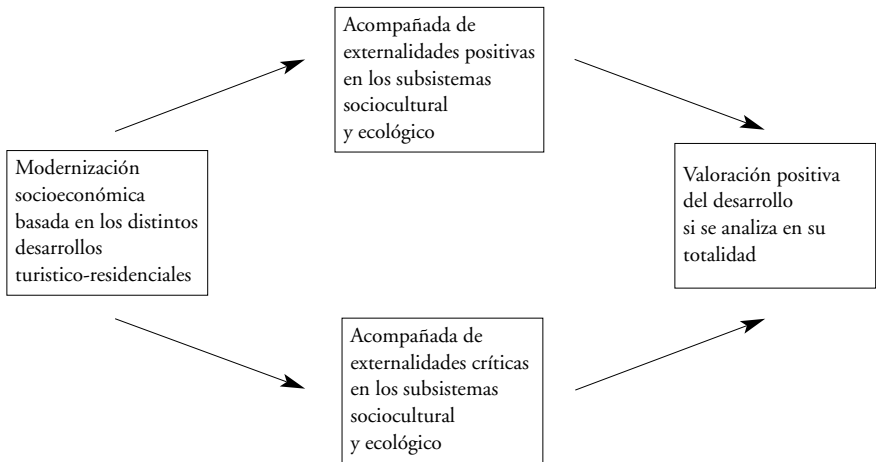 Acompañada de
externalidades positivas
en los subsistemas
sociocultural
y ecológico
Modernización
socioeconómica
basada en los distintos
desarrollos
turistico-residenciales
Valoración positiva
del desarrollo
si se analiza en su
totalidad
Acompañada de
externalidades críticas
en los subsistemas
sociocultural
y ecológico